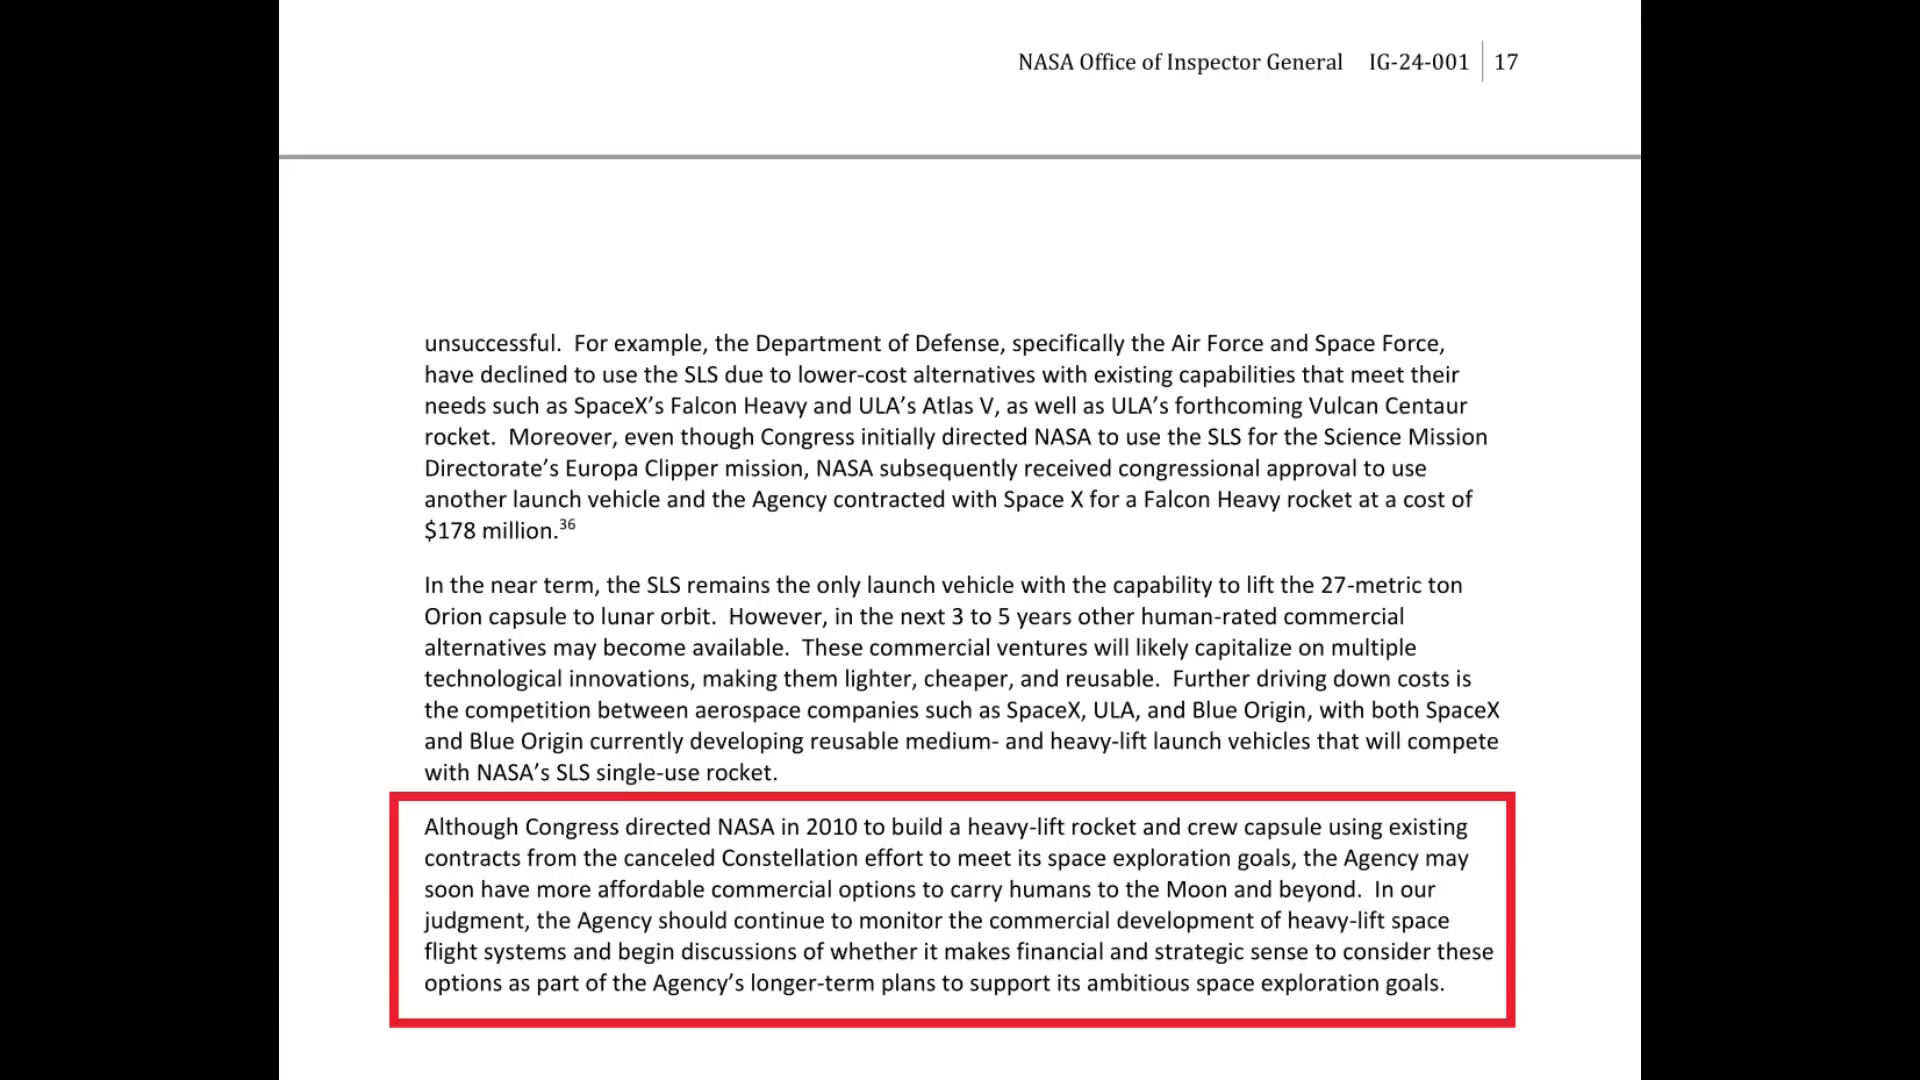 NASA Office of Inspector General IG-24-001 17
unsuccessful. For example, the Department of Defense, specifically the Air Force and Space Force,
have declined to use the SLS due to lower-cost alternatives with existing capabilities that meet their
needs such as SpaceX’s Falcon Heavy and ULA’s Atlas V, as well as ULA’s forthcoming Vulcan Centaur
rocket. Moreover, even though Congress initially directed NASA to use the SLS for the Science Mission
Directorate’s Europa Clipper mission, NASA subsequently received congressional approval to use
another launch vehicle and the Agency contracted with Space X for a Falcon Heavy rocket at a cost of
$178 million.36
In the near term, the SLS remains the only launch vehicle with the capability to lift the 27-metric ton
Orion capsule to lunar orbit. However, in the next 3 to 5 years other human-rated commercial
alternatives may become available. These commercial ventures will likely capitalize on multiple
technological innovations, making them lighter, cheaper, and reusable. Further driving down costs is
the competition between aerospace companies such as SpaceX, ULA, and Blue Origin, with both SpaceX
and Blue Origin currently developing reusable medium- and heavy-lift launch vehicles that will compete
with NASA’s SLS single-use rocket.
Although Congress directed NASA in 2010 to build a heavy-lift rocket and crew capsule using existing
contracts from the canceled Constellation effort to meet its space exploration goals, the Agency may
soon have more affordable commercial options to carry humans to the Moon and beyond. In our
judgment, the Agency should continue to monitor the commercial development of heavy-lift space
flight systems and begin discussions of whether it makes financial and strategic sense to consider these
options as part of the Agency’s longer-term plans to support its ambitious space exploration goals.